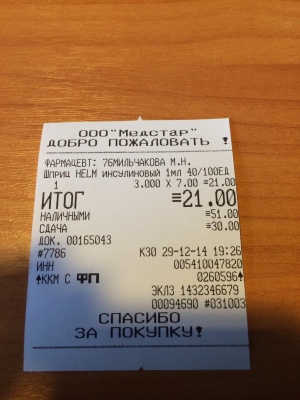 ООО"Медстар"
ДОБРО ПОЖАЛОВАТЬ !
ФАРМАЦЕВТ: 76МИЛЬЧАКОВА М.Н.
Шприц HELM инсулиновый 1мл 40/100ЕД
1 3.000 X 7.00 ≡21.00
ИТОГ ≡21.00
НАЛИЧНЫМИ ≡51.00
СДАЧА ≡30.00
ДОК. 00165043
#7786 К30 29-12-14 19:26
ИНН 005410047820
▲ККМ С ФП 0260596▲
ЭКЛЗ 1432346679
00094690 #031003
СПАСИБО
ЗА ПОКУПКУ!